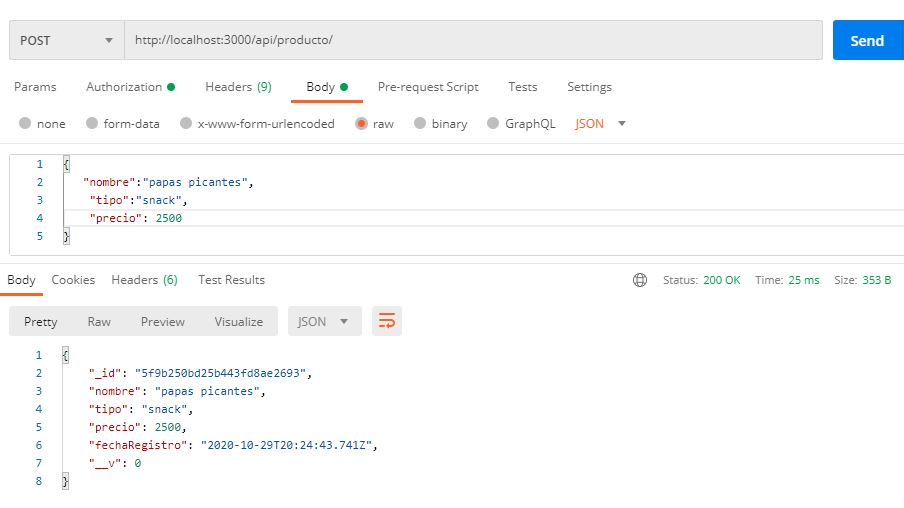 POST http://localhost:3000/api/producto/ Send
Params Authorization Headers (9) Body Pre-request Script Tests Settings
none form-data x-www-form-urlencoded raw binary GraphQL JSON
1 {
2 "nombre":"papas picantes",
3 "tipo":"snack",
4 "precio": 2500
5 }
Body Cookies Headers (6) Test Results Status: 200 OK Time: 25 ms Size: 353 B
Pretty Raw Preview Visualize JSON
1 {
2 "_id": "5f9b250bd25b443fd8ae2693",
3 "nombre": "papas picantes",
4 "tipo": "snack",
5 "precio": 2500,
6 "fechaRegistro": "2020-10-29T20:24:43.741Z",
7 "__v": 0
8 }